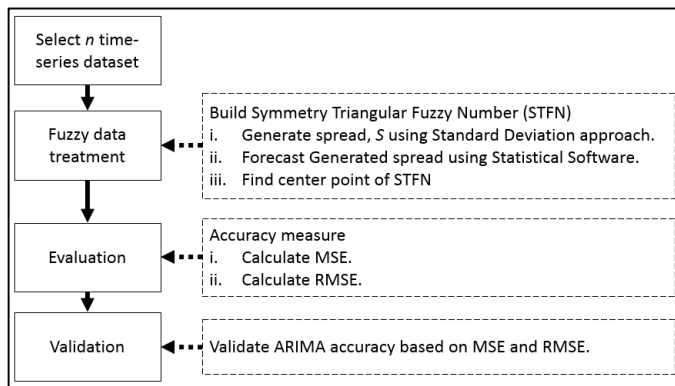 Select n time-
series dataset
Fuzzy data
treatment
Build Symmetry Triangular Fuzzy Number (STFN)
i. Generate spread, S using Standard Deviation approach.
ii. Forecast Generated spread using Statistical Software.
iii. Find center point of STFN
Evaluation
Accuracy measure
i. Calculate MSE.
ii. Calculate RMSE.
Validation
Validate ARIMA accuracy based on MSE and RMSE.